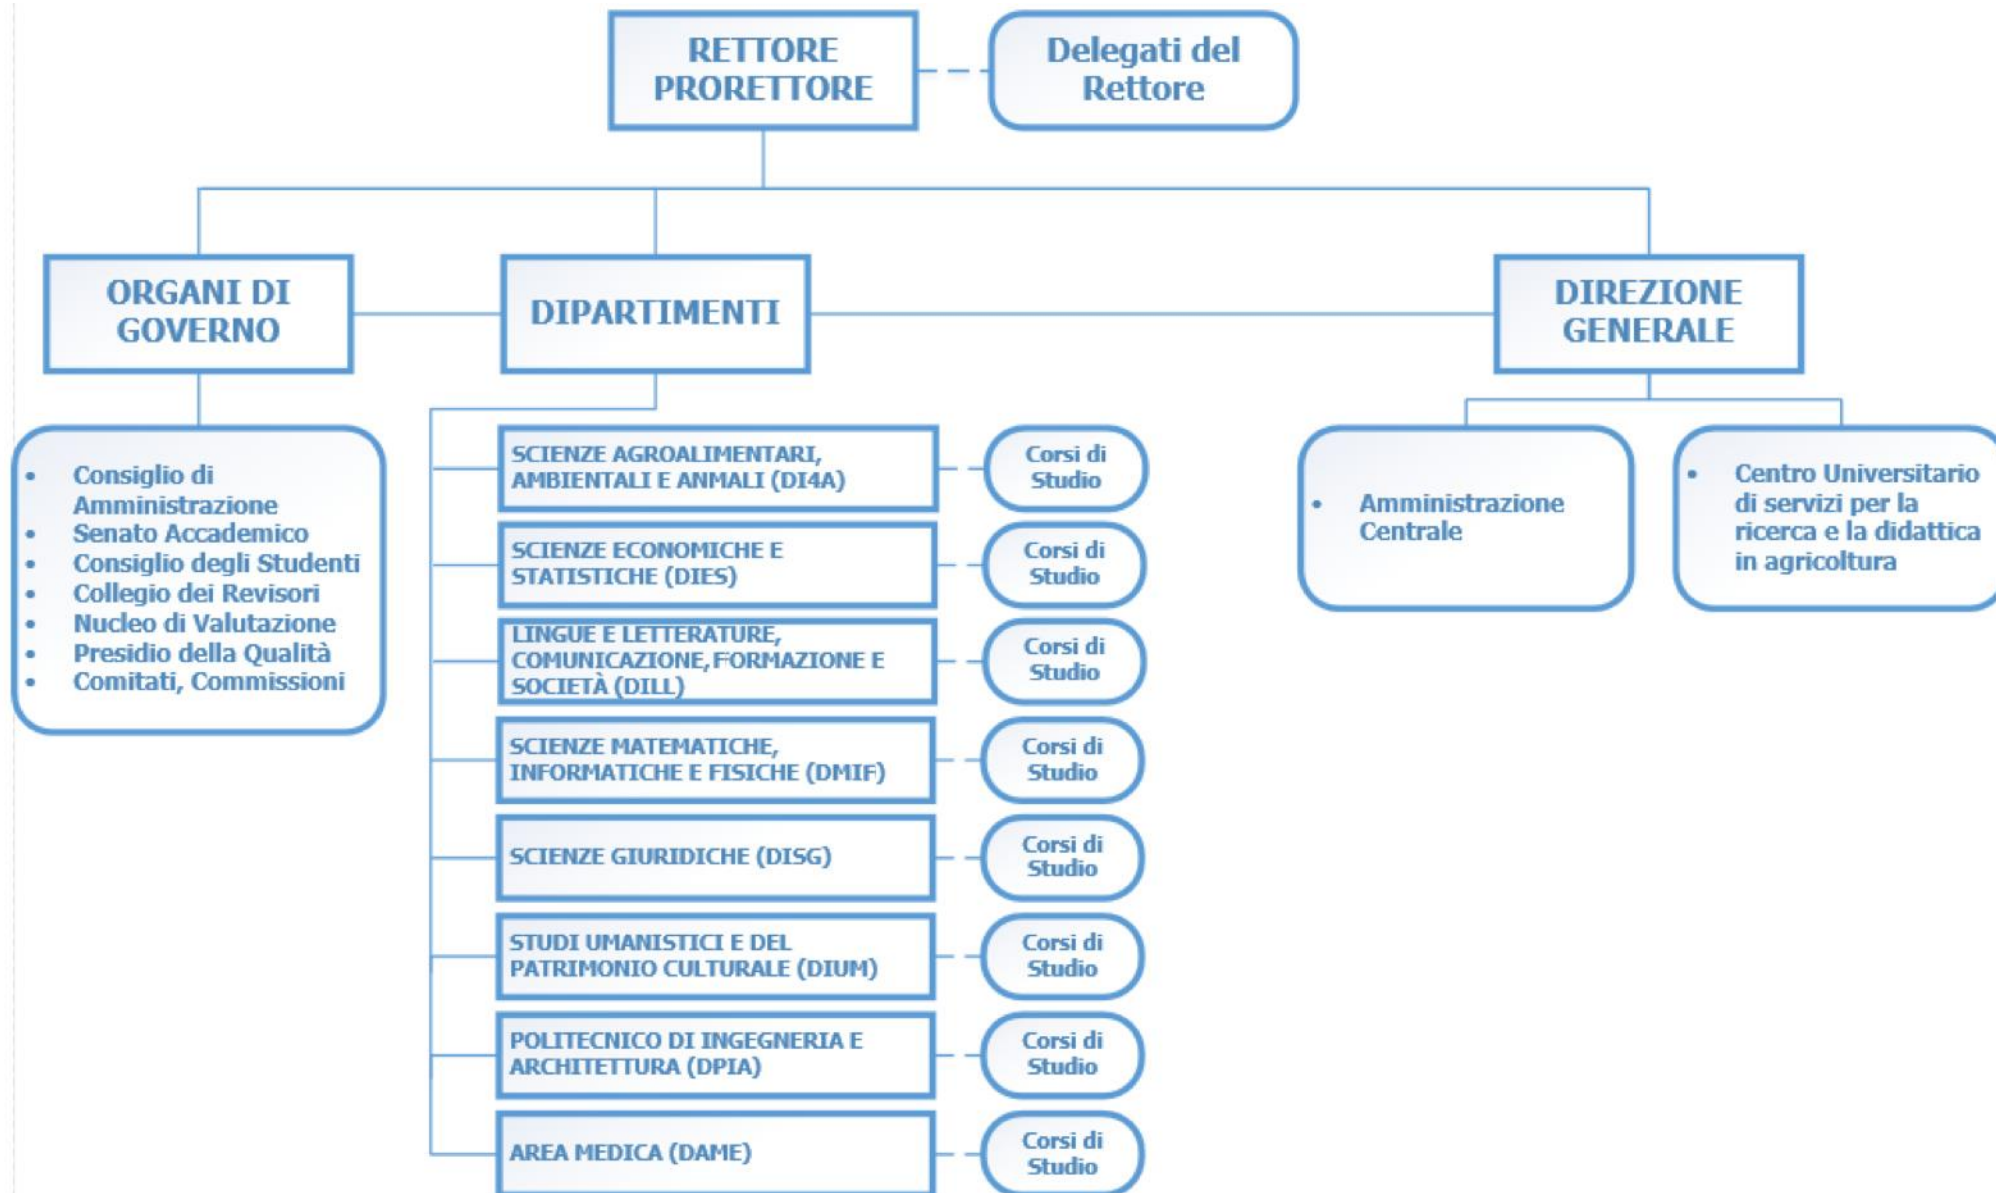 RETTORE
PRORETTORE
Delegati del
Rettore
ORGANI DI
GOVERNO
DIPARTIMENTI
DIREZIONE
GENERALE
• Consiglio di
Amministrazione
• Senato Accademico
• Consiglio degli Studenti
• Collegio dei Revisori
• Nucleo di Valutazione
• Presidio della Qualità
• Comitati, Commissioni
SCIENZE AGROALIMENTARI,
AMBIENTALI E ANMALI (DI4A)
Corsi di
Studio
SCIENZE ECONOMICHE E
STATISTICHE (DIES)
Corsi di
Studio
LINGUE E LETTERATURE,
COMUNICAZIONE, FORMAZIONE E
SOCIETÀ (DILL)
Corsi di
Studio
SCIENZE MATEMATICHE,
INFORMATICHE E FISICHE (DMIF)
Corsi di
Studio
SCIENZE GIURIDICHE (DISG)
Corsi di
Studio
STUDI UMANISTICI E DEL
PATRIMONIO CULTURALE (DIUM)
Corsi di
Studio
POLITECNICO DI INGEGNERIA E
ARCHITETTURA (DPIA)
Corsi di
Studio
AREA MEDICA (DAME)
Corsi di
Studio
• Amministrazione
Centrale
• Centro Universitario
di servizi per la
ricerca e la didattica
in agricoltura